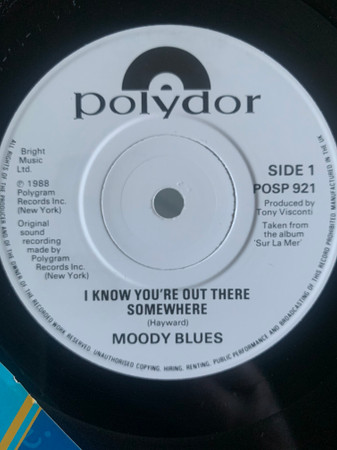 polydor
Bright
Music
Ltd.
℗ 1988
Polygram
Records Inc.
(New York)
Original
sound
recording
made by
Polygram
Records Inc.
(New York)
SIDE 1
POSP 921
Produced by
Tony Visconti
Taken from
the album
'Sur La Mer'
I KNOW YOU'RE OUT THERE
SOMEWHERE
(Hayward)
MOODY BLUES
ALL RIGHTS OF THE PRODUCER AND OF THE OWNER OF THE RECORDED WORK RESERVED. UNAUTHORISED COPYING, HIRING, RENTING, PUBLIC PERFORMANCE AND BROADCASTING OF THIS RECORD PROHIBITED. MANUFACTURED IN THE UK